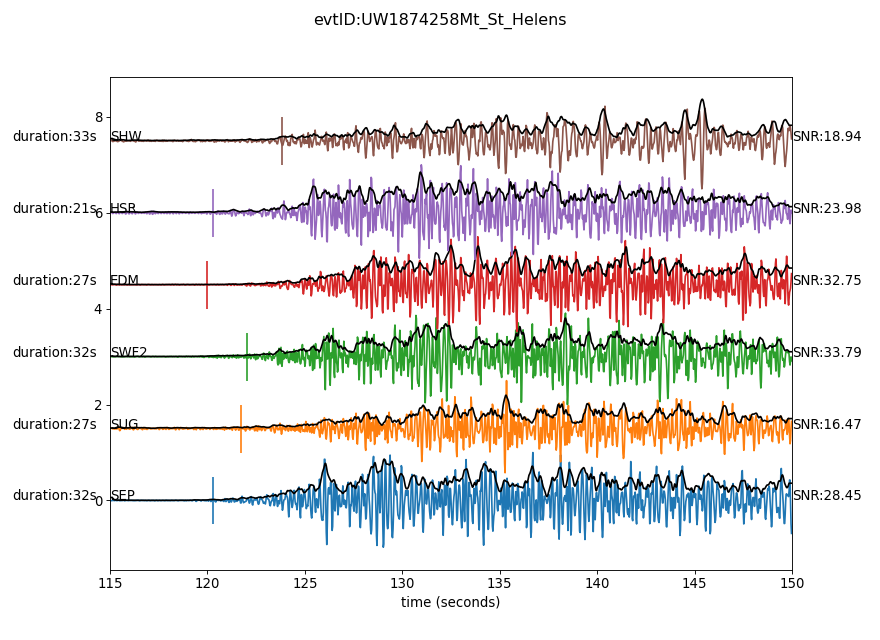 evtID:UW1874258Mt_St_Helens
8
duration:33s SHW SNR:18.94
duration:21s HSR SNR:23.98
6
duration:27s EDM SNR:32.75
4
duration:32s SWF2 SNR:33.79
2
duration:27s SUG SNR:16.47
duration:32s SEP SNR:28.45
0
115 120 125 130 135 140 145 150
time (seconds)